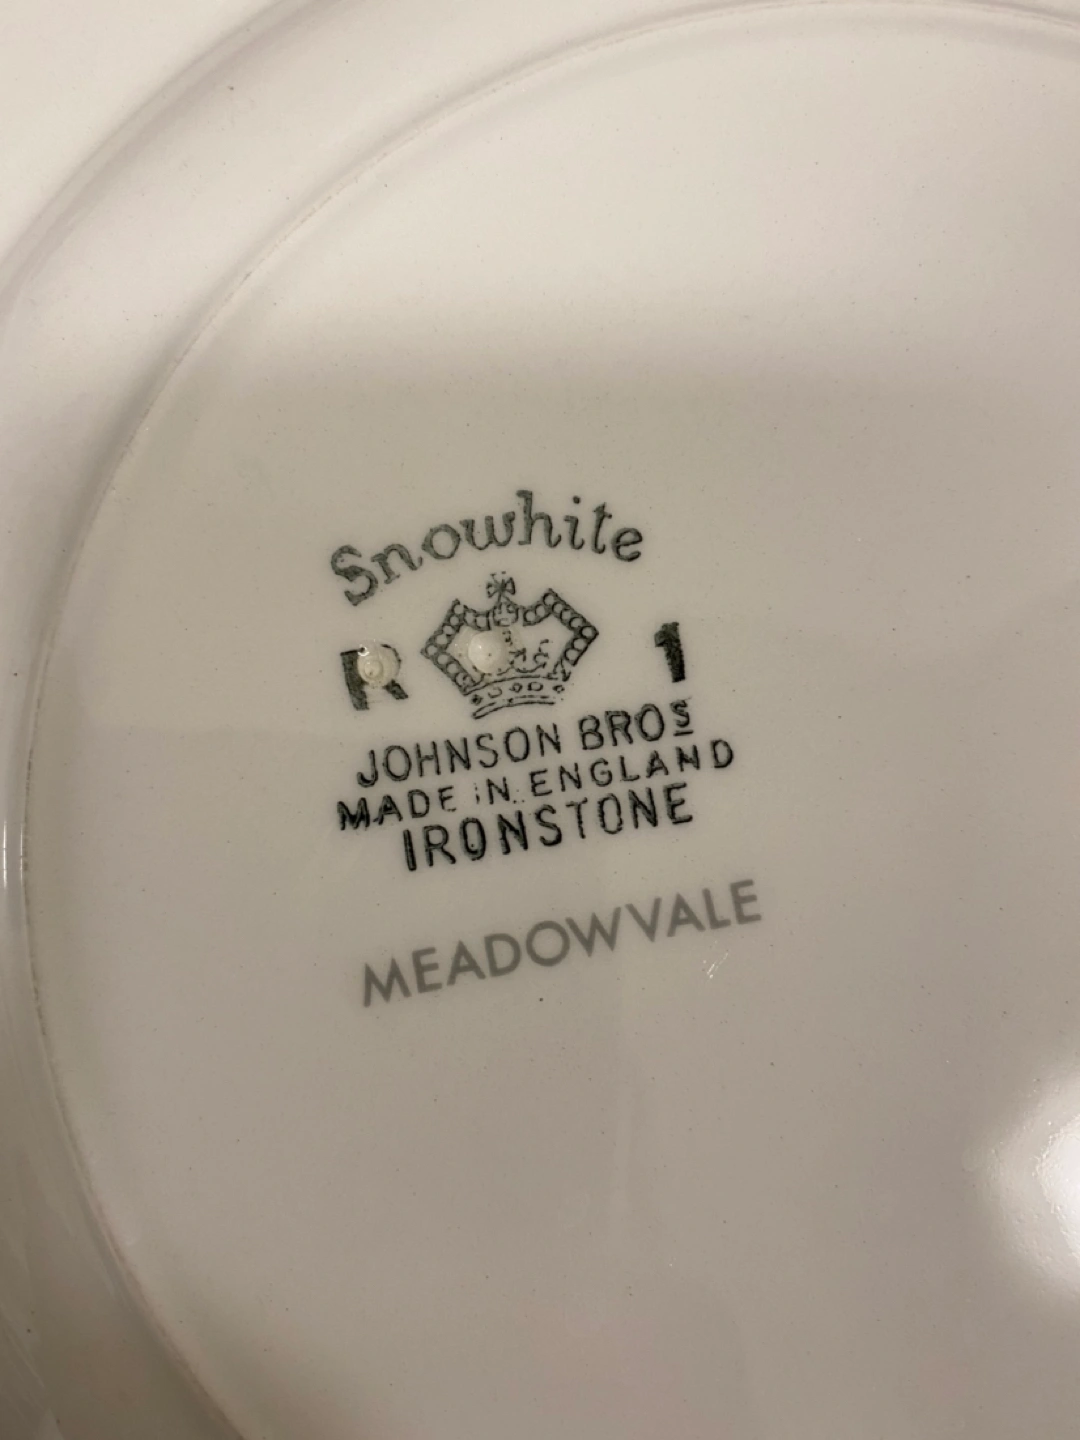 Snowhite
R 1
JOHNSON BROS
MADE IN ENGLAND
IRONSTONE
MEADOWVALE